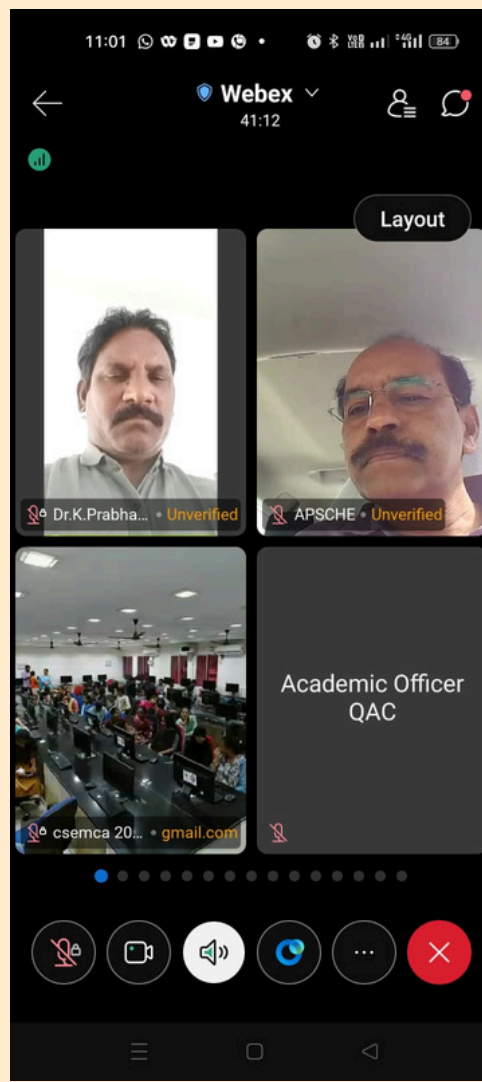 11:01
84
Webex
41:12
Layout
Dr.K.Prabha... • Unverified
APSCHE • Unverified
Academic Officer
QAC
csemca 20... • gmail.com